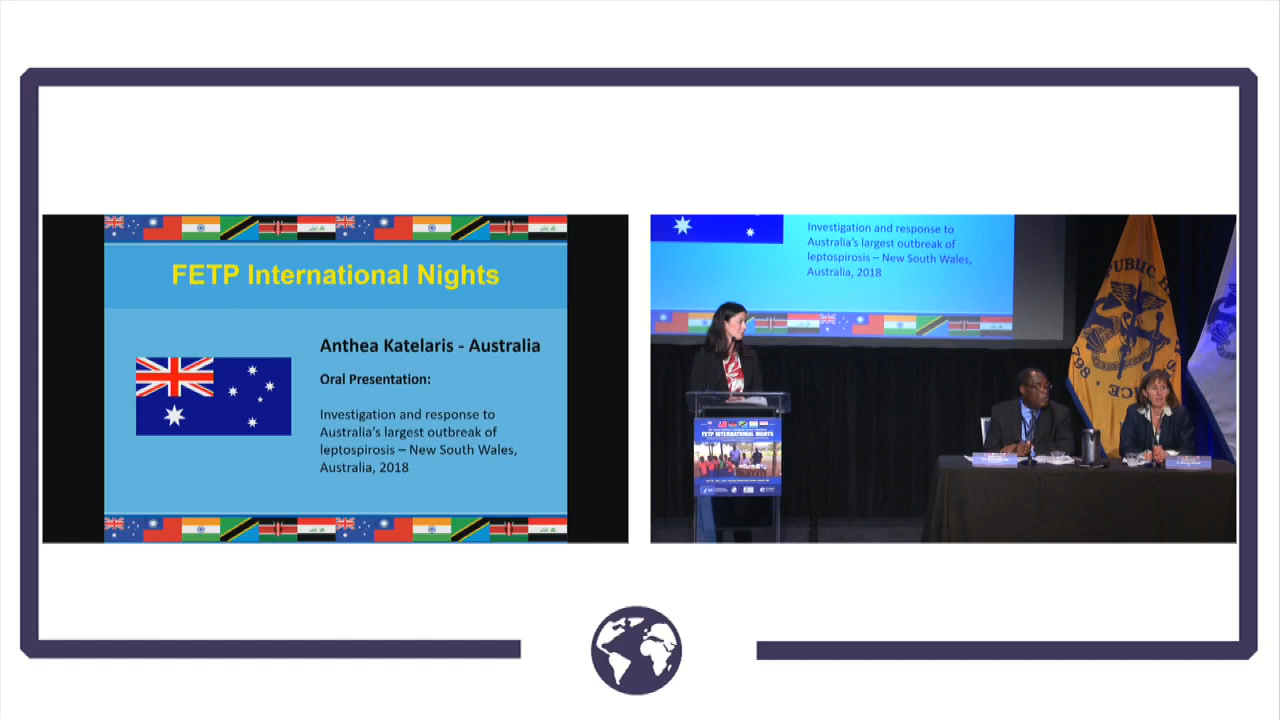 FETP International Nights
Anthea Katelaris - Australia
Oral Presentation:
Investigation and response to
Australia's largest outbreak of
leptospirosis – New South Wales,
Australia, 2018
Investigation and response to
Australia's largest outbreak of
leptospirosis – New South Wales,
Australia, 2018
PUBLIC H
798
CE
FETP INTERNATIONAL NIGHTS